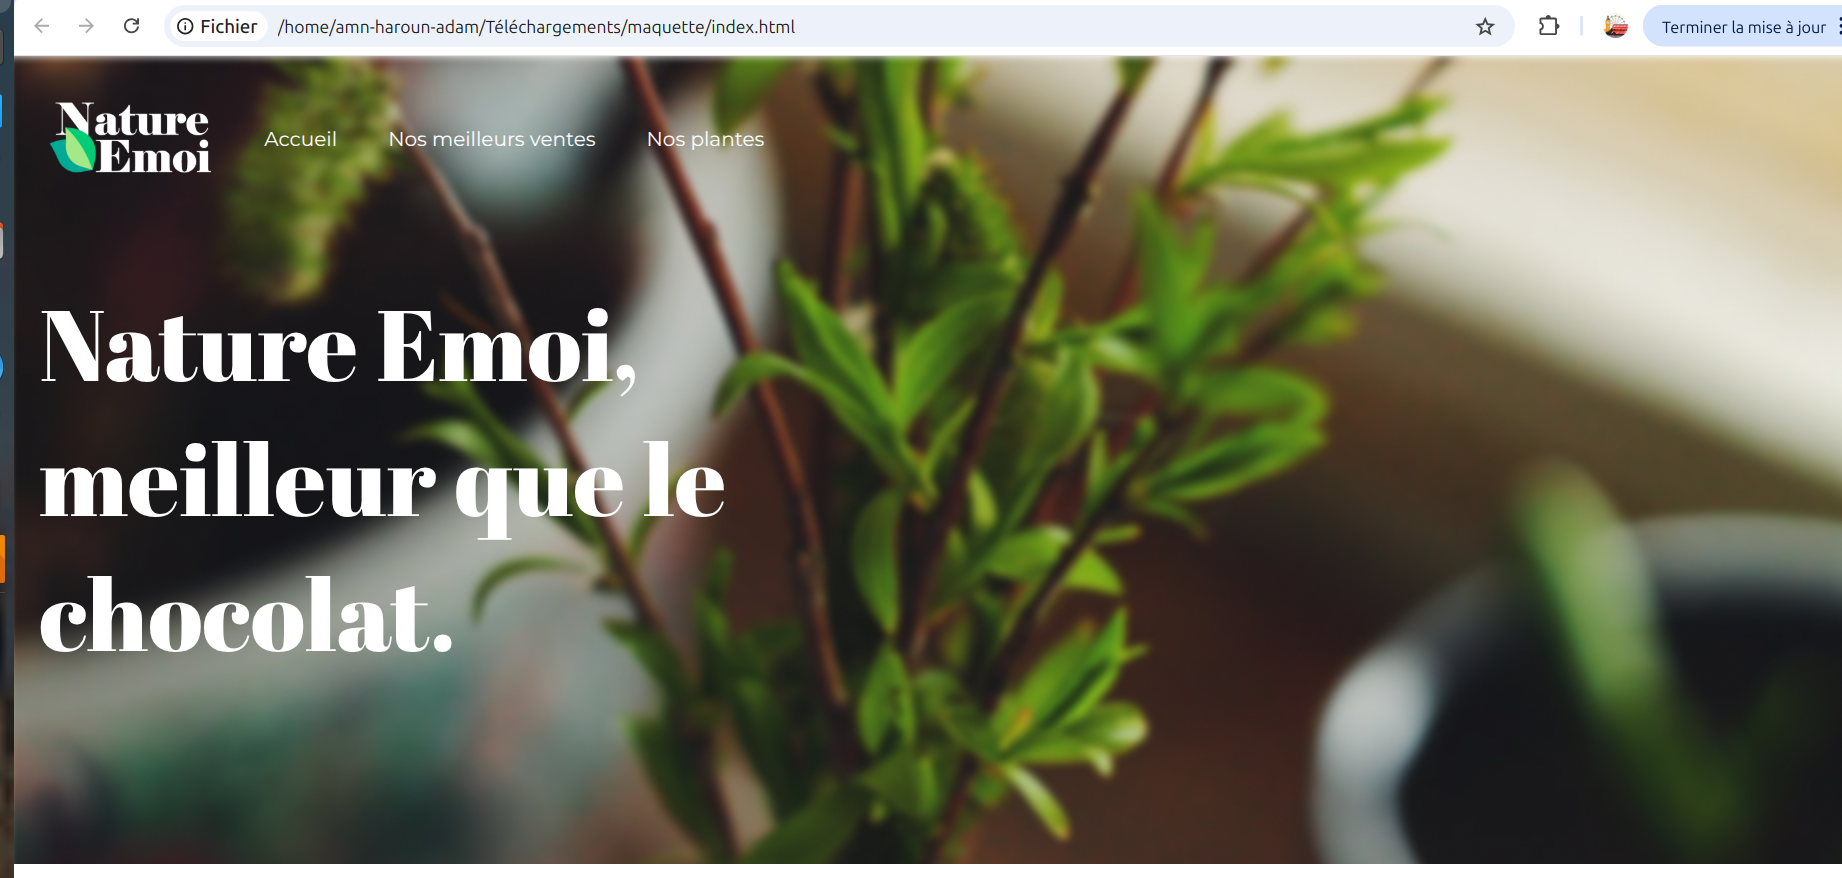 Fichier /home/amn-haroun-adam/Téléchargements/maquette/index.html Terminer la mise à jour
Nature
Emoi
Accueil Nos meilleurs ventes Nos plantes
Nature Emoi,
meilleur que le
chocolat.